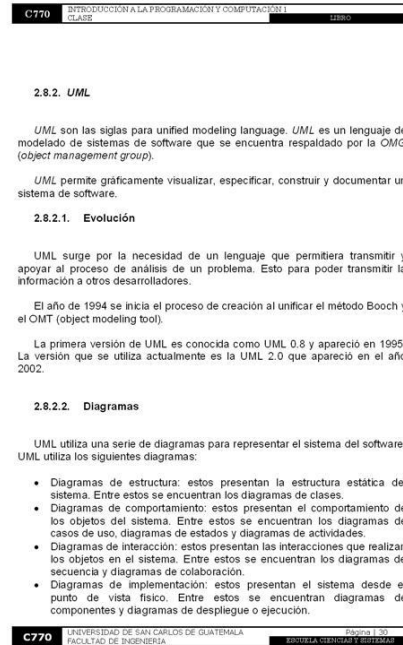 C770
INTRODUCCIÓN A LA PROGRAMACIÓN Y COMPUTACIÓN 1
CLASE
LIBRO
2.8.2. UML
UML son las siglas para unified modeling language. UML es un lenguaje de
modelado de sistemas de software que se encuentra respaldado por la OMG
(object management group).
UML permite gráficamente visualizar, especificar, construir y documentar un
sistema de software.
2.8.2.1. Evolución
UML surge por la necesidad de un lenguaje que permitiera transmitir y
apoyar al proceso de análisis de un problema. Esto para poder transmitir la
información a otros desarrolladores.
El año de 1994 se inicia el proceso de creación al unificar el método Booch y
el OMT (object modeling tool).
La primera versión de UML es conocida como UML 0.8 y apareció en 1995.
La versión que se utiliza actualmente es la UML 2.0 que apareció en el año
2002.
2.8.2.2. Diagramas
UML utiliza una serie de diagramas para representar el sistema del software.
UML utiliza los siguientes diagramas:
• Diagramas de estructura: estos presentan la estructura estática de
sistema. Entre estos se encuentran los diagramas de clases.
• Diagramas de comportamiento: estos presentan el comportamiento de
los objetos del sistema. Entre estos se encuentran los diagramas de
casos de uso, diagramas de estados y diagramas de actividades.
• Diagramas de interacción: estos presentan las interacciones que realizan
los objetos en el sistema. Entre estos se encuentran los diagramas de
secuencia y diagramas de colaboración.
• Diagramas de implementación: estos presentan el sistema desde e
punto de vista físico. Entre estos se encuentran diagramas de
componentes y diagramas de despliegue o ejecución.
C770
UNIVERSIDAD DE SAN CARLOS DE GUATEMALA
FACULTAD DE INGENIERIA
Página | 30
ESCUELA CIENCIAS Y SISTEMAS